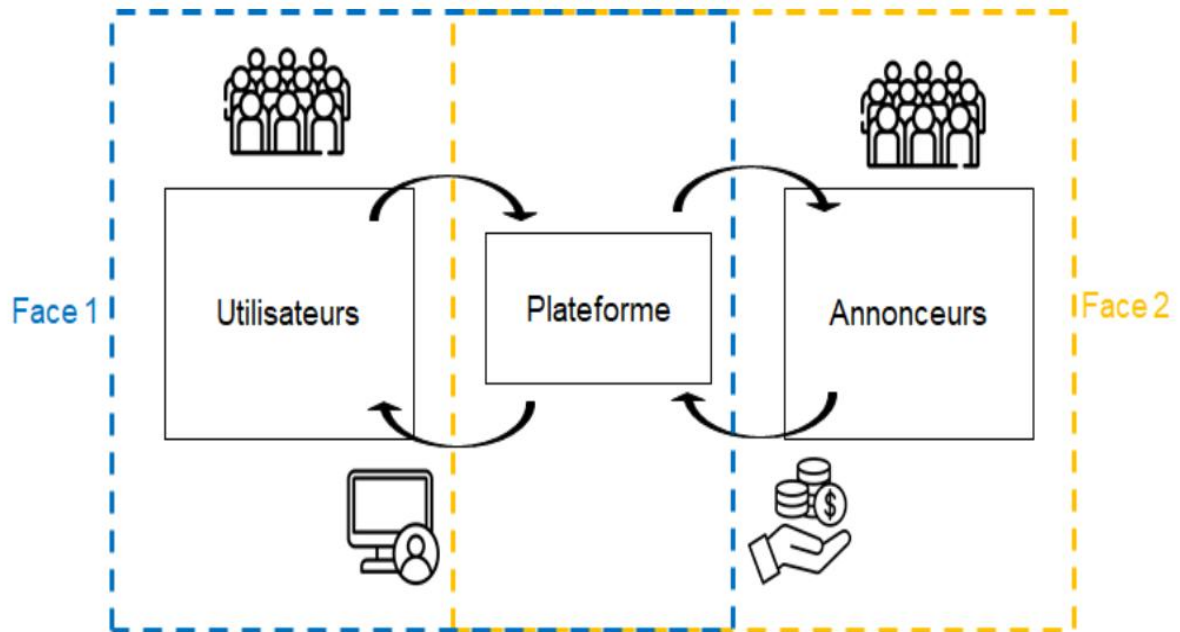 Face 1
Utilisateurs
Plateforme
Annonceurs
Face 2
$